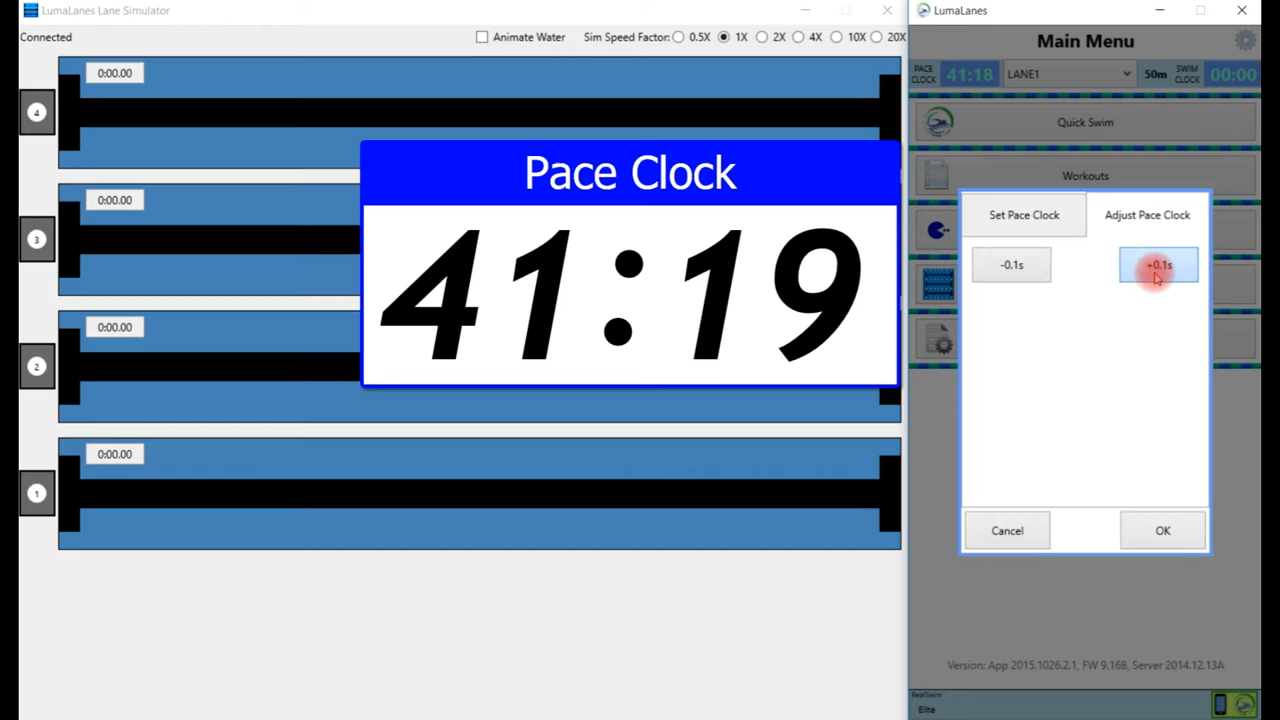 LumaLanes Lane Simulator
Connected
Animate Water
Sim Speed Factor: 0.5X 1X 2X 4X 10X 20X
4
0:00.00
3
0:00.00
2
0:00.00
1
0:00.00
Pace Clock
41:19
LumaLanes
Main Menu
PACE CLOCK
41:18
LANE1
50m
SWIM CLOCK
00:00
Quick Swim
Workouts
Set Pace Clock
Adjust Pace Clock
-0.1s
+0.1s
Cancel
OK
Version: App 2015.1026.2.1, FW 9.16B, Server 2014.12.13A
RealSwim
Elite